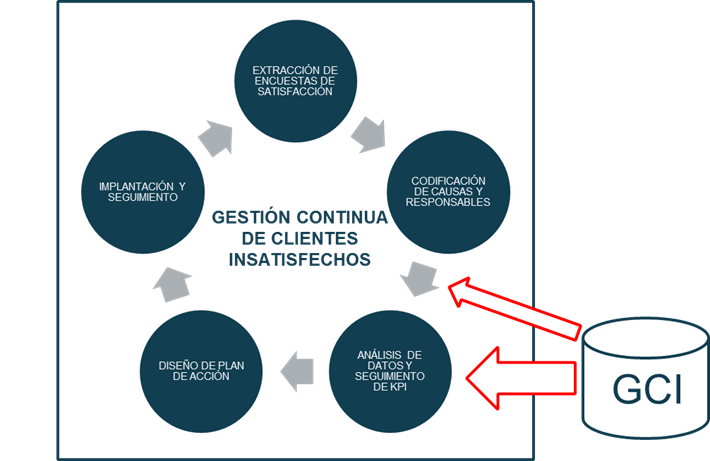 EXTRACCIÓN DE
ENCUESTAS DE
SATISFACCIÓN
CODIFICACIÓN
DE CAUSAS Y
RESPONSABLES
IMPLANTACIÓN Y
SEGUIMIENTO
GESTIÓN CONTINUA
DE CLIENTES
INSATISFECHOS
ANÁLISIS DE
DATOS Y
SEGUIMIENTO
DE KPI
DISEÑO DE PLAN
DE ACCIÓN
GCI